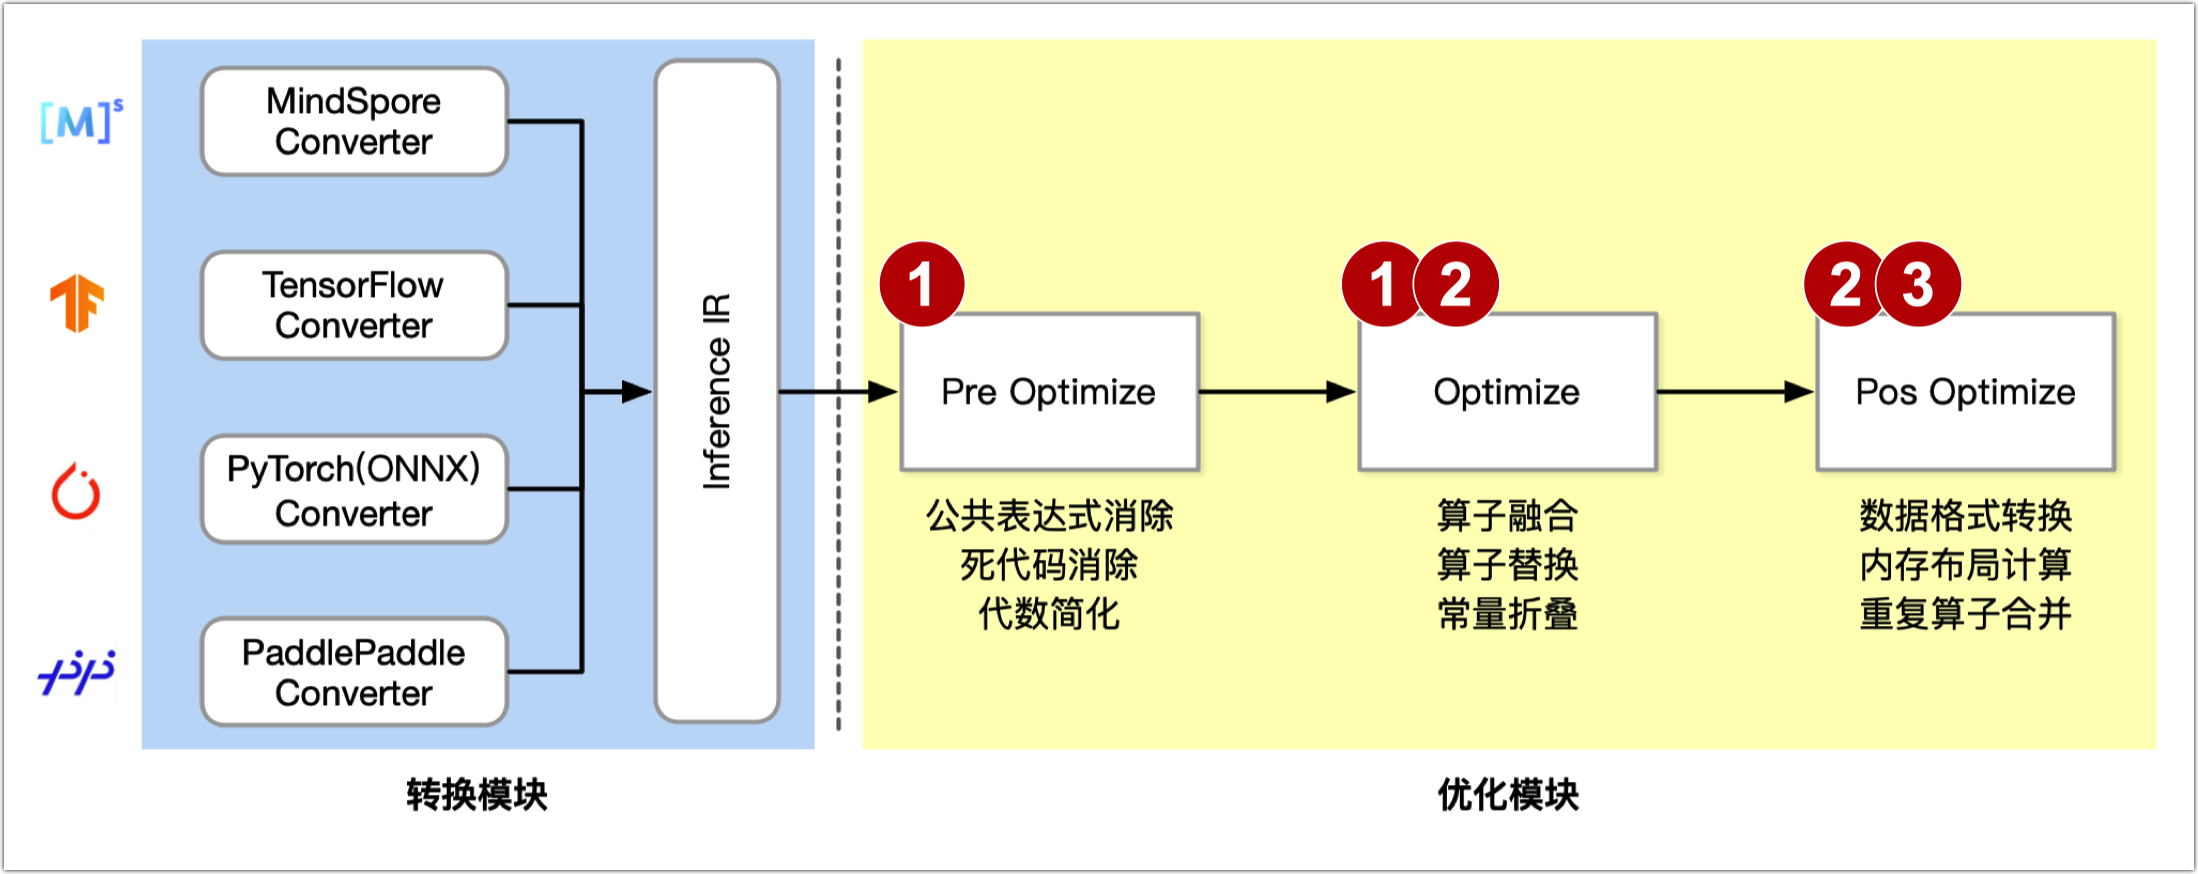 [M]s
MindSpore
Converter
TensorFlow
Converter
PyTorch(ONNX)
Converter
PaddlePaddle
Converter
Inference IR
转换模块
1
Pre Optimize
公共表达式消除
死代码消除
代数简化
1 2
Optimize
算子融合
算子替换
常量折叠
2 3
Pos Optimize
数据格式转换
内存布局计算
重复算子合并
优化模块